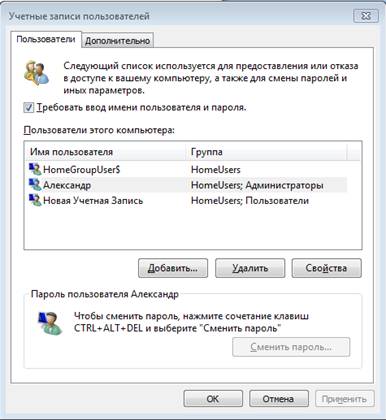 Учетные записи пользователей
Пользователи
Дополнительно
Следующий список используется для предоставления или отказа
в доступе к вашему компьютеру, а также для смены паролей и
иных параметров.
Требовать ввод имени пользователя и пароля.
Пользователи этого компьютера:
Имя пользователя Группа
HomeGroupUser$ HomeUsers
Александр HomeUsers; Администраторы
Новая Учетная Запись HomeUsers; Пользователи
Добавить... Удалить Свойства
Пароль пользователя Александр
Чтобы сменить пароль, нажмите сочетание клавиш
CTRL+ALT+DEL и выберите "Сменить пароль"
Сменить пароль...
ОК Отмена Применить